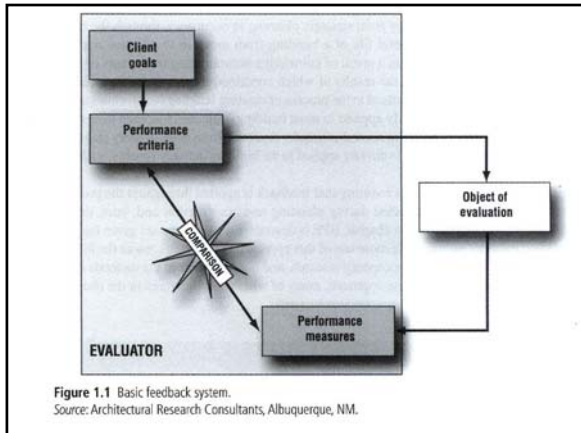 Client
goals
Performance
criteria
Object of
evaluation
COMPARISON
Performance
measures
EVALUATOR
Figure 1.1 Basic feedback system.
Source: Architectural Research Consultants, Albuquerque, NM.